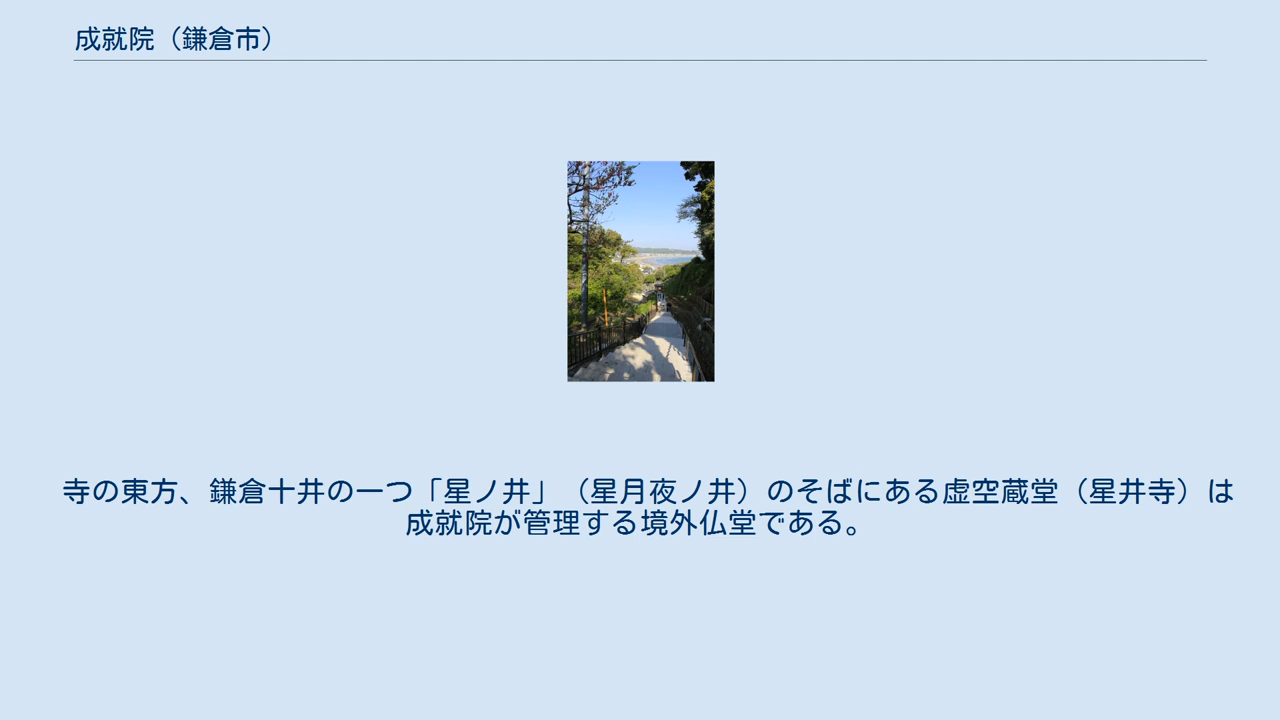 成就院（鎌倉市）
寺の東方、鎌倉十井の一つ「星ノ井」（星月夜ノ井）のそばにある虚空蔵堂（星井寺）は
成就院が管理する境外仏堂である。